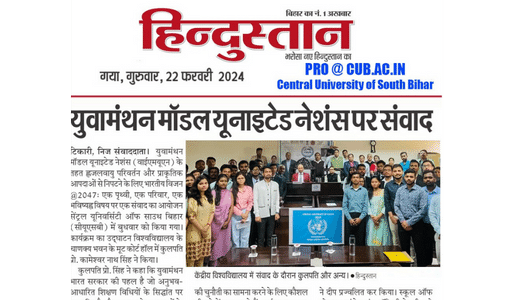 बिहार का नं. 1 अखबार
हिन्दुस्तान
भरोसा नए हिन्दुस्तान का
गया, गुरुवार, 22 फरवरी 2024
PRO @ CUB.AC.IN
Central University of South Bihar
युवामंथन मॉडल यूनाइटेड नेशंस पर संवाद
टिकारी, निज संवाददाता। युवामंथन
मॉडल यूनाइटेड नेशंस (वाईएमयूएन) के
तहत ह्वजलवायु परिवर्तन और प्राकृतिक
आपदाओं से निपटने के लिए भारतीय विजन
@2047: एक पृथ्वी, एक परिवार, एक
भविष्यह्व विषय पर एक संवाद का आयोजन
सेंट्रल यूनिवर्सिटी ऑफ साउथ बिहार
(सीयूएसबी) में बुधवार को किया गया।
कार्यक्रम का उद्घाटन विश्वविद्यालय के
चाणक्य भवन के मूट कोर्ट हॉल में कुलपति
प्रो. कामेश्वर नाथ सिंह ने किया।
कुलपति प्रो. सिंह ने कहा कि युवामंथन
भारत सरकार की पहल है जो अनुभव-
आधारित शिक्षण विधियों के सिद्धांत पर
केंद्रीय विश्वविद्यालय में संवाद के दौरान कुलपति और अन्य। • हिन्दुस्तान
की चुनौती का सामना करने के लिए कौशल
ने दीप प्रज्वलित कर किया। स्कूल ऑफ